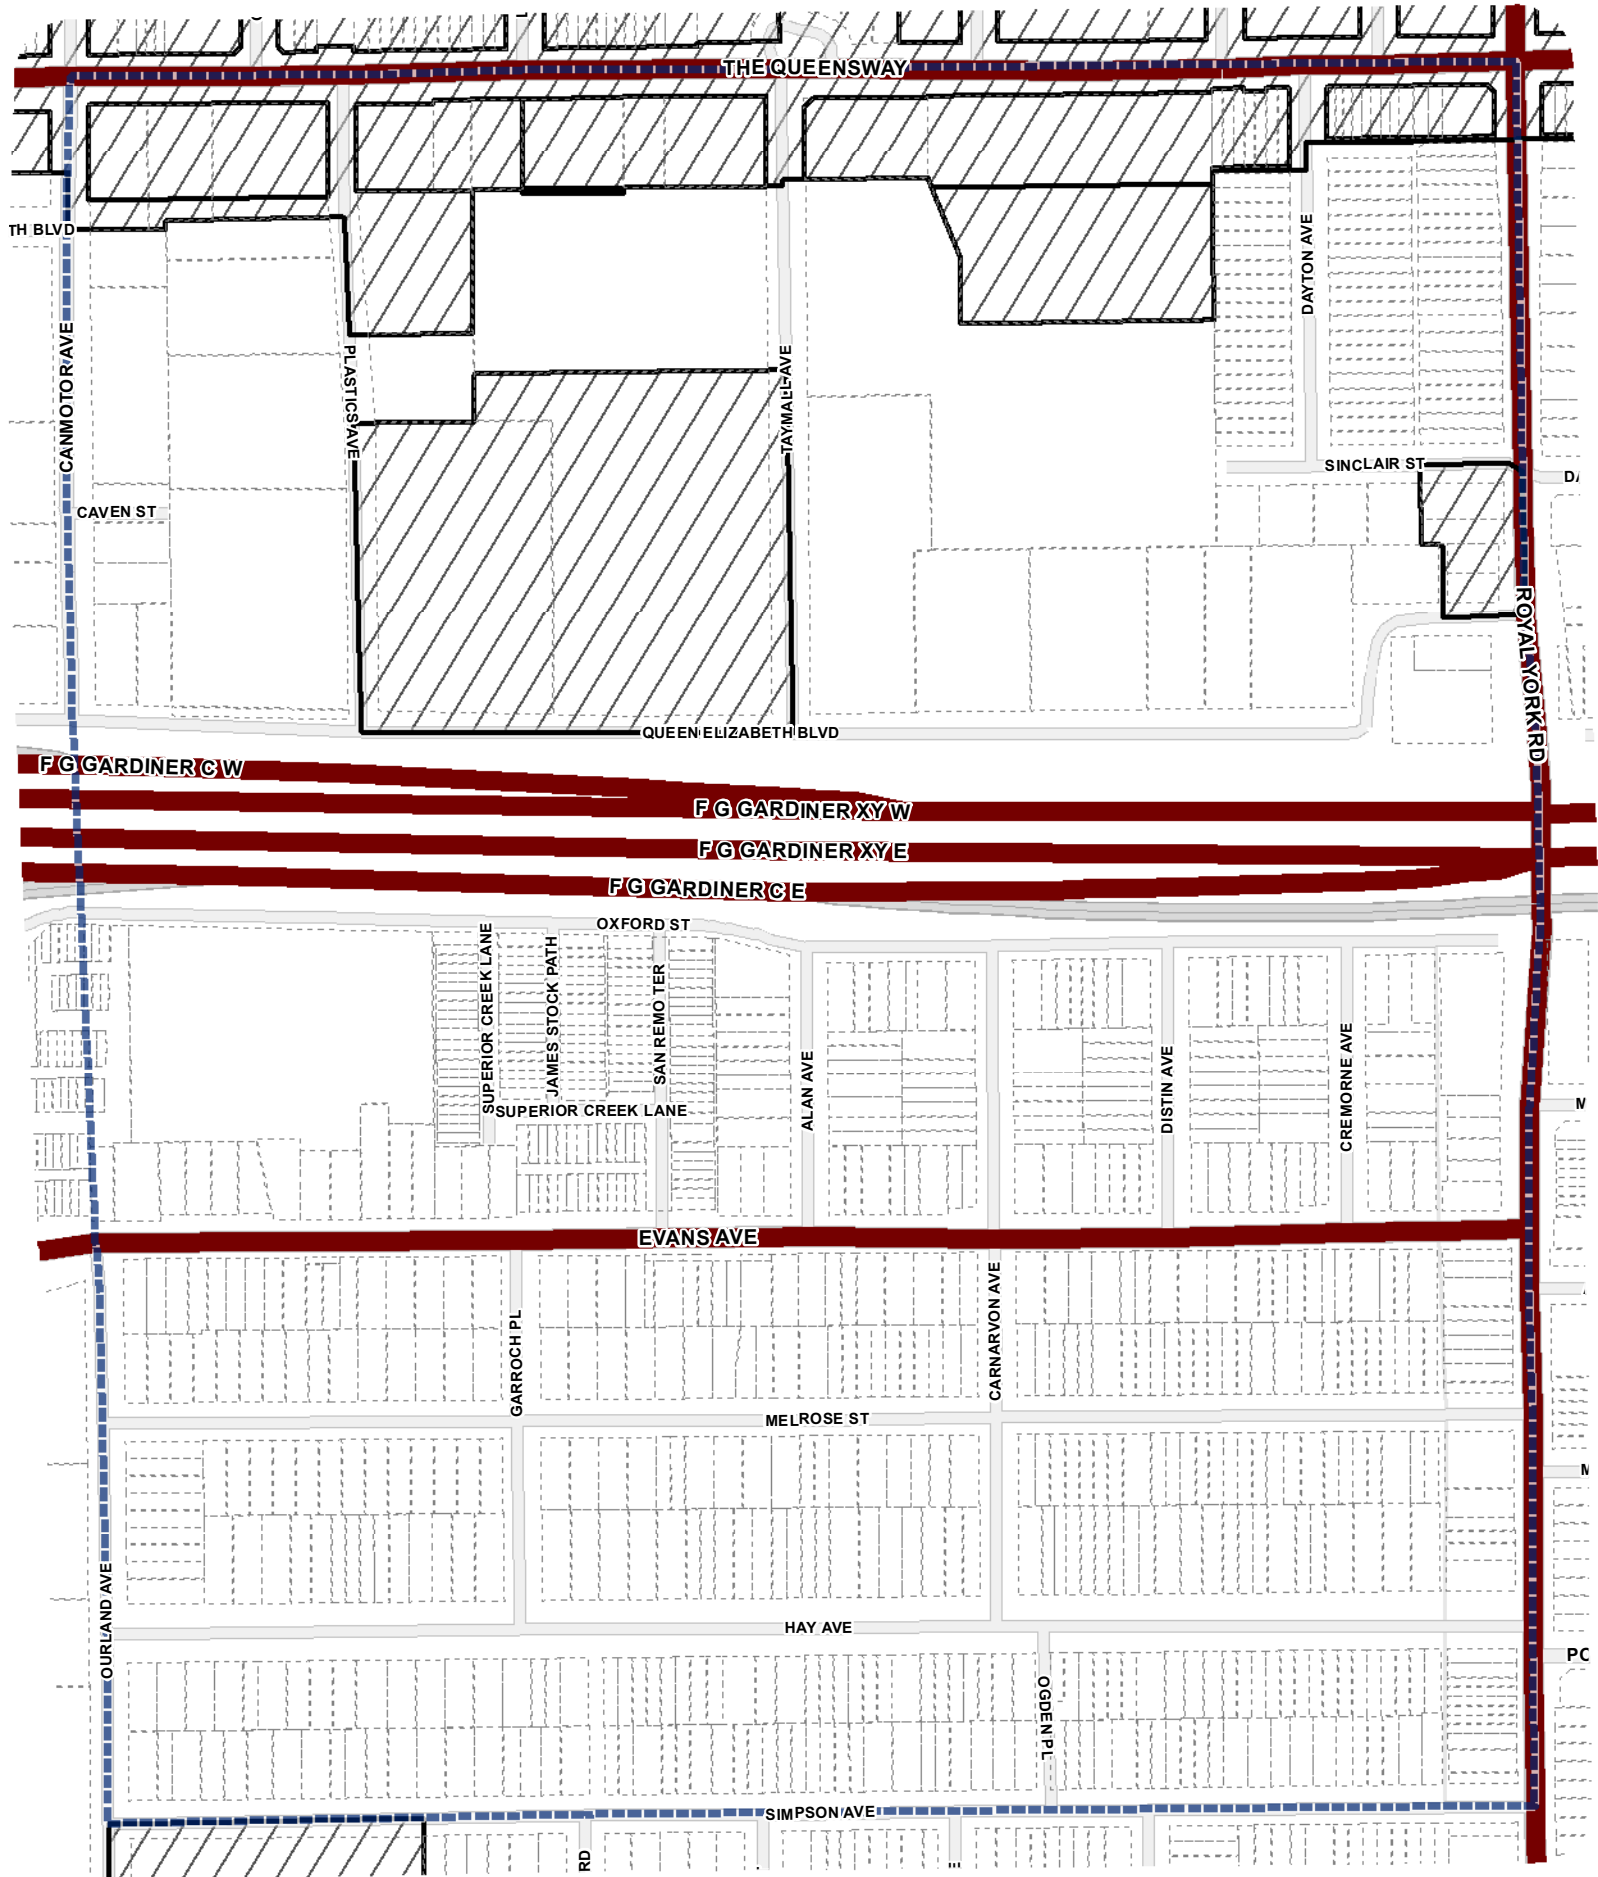 THE QUEENSWAY
TH BLVD
CANMOTOR AVE
PLASTICS AVE
TAYMALL AVE
DAYTON AVE
SINCLAIR ST
DA
CAVEN ST
ROYAL YORK RD
QUEEN ELIZABETH BLVD
F G GARDINER C W
F G GARDINER XY W
F G GARDINER XY E
F G GARDINER C E
OXFORD ST
SUPERIOR CREEK LANE
JAMES STOCK PATH
SAN REMO TER
ALAN AVE
DISTIN AVE
CREMORNE AVE
SUPERIOR CREEK LANE
M
EVANS AVE
GARROCH PL
CARNARVON AVE
MELROSE ST
M
OURLAND AVE
HAY AVE
PO
OGDEN PL
SIMPSON AVE
RD